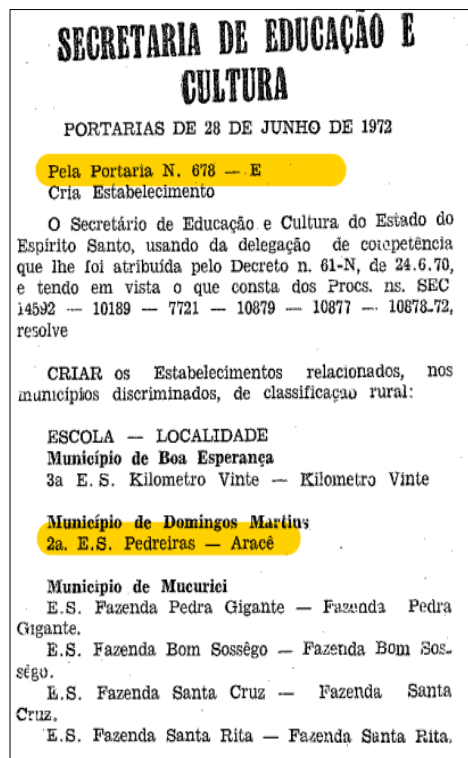 SECRETARIA DE EDUCAÇÃO E
CULTURA
PORTARIAS DE 28 DE JUNHO DE 1972
Pela Portaria N. 678 — E
Cria Estabelecimento
O Secretário de Educação e Cultura do Estado do
Espírito Santo, usando da delegação de competência
que lhe foi atribuída pelo Decreto n. 61-N, de 24.6.70,
e tendo em vista o que consta dos Procs. ns. SEC
14592 — 10189 — 7721 — 10879 — 10877 — 10878-72,
resolve
CRIAR os Estabelecimentos relacionados, nos
municípios discriminados, de classificaçao rural:
ESCOLA — LOCALIDADE
Município de Boa Esperança
3a E. S. Kilometro Vinte — Kilometro Vinte
Município de Domingos Martins
2a. E.S. Pedreiras — Aracê
Municipio de Mucurici
E.S. Fazenda Pedra Gigante — Fazenda Pedra
Gigante.
E.S. Fazenda Bom Sossêgo — Fazenda Bom Sos-
sêgo.
E.S. Fazenda Santa Cruz — Fazenda Santa
Cruz.
E.S. Fazenda Santa Rita — Fazenda Santa Rita.